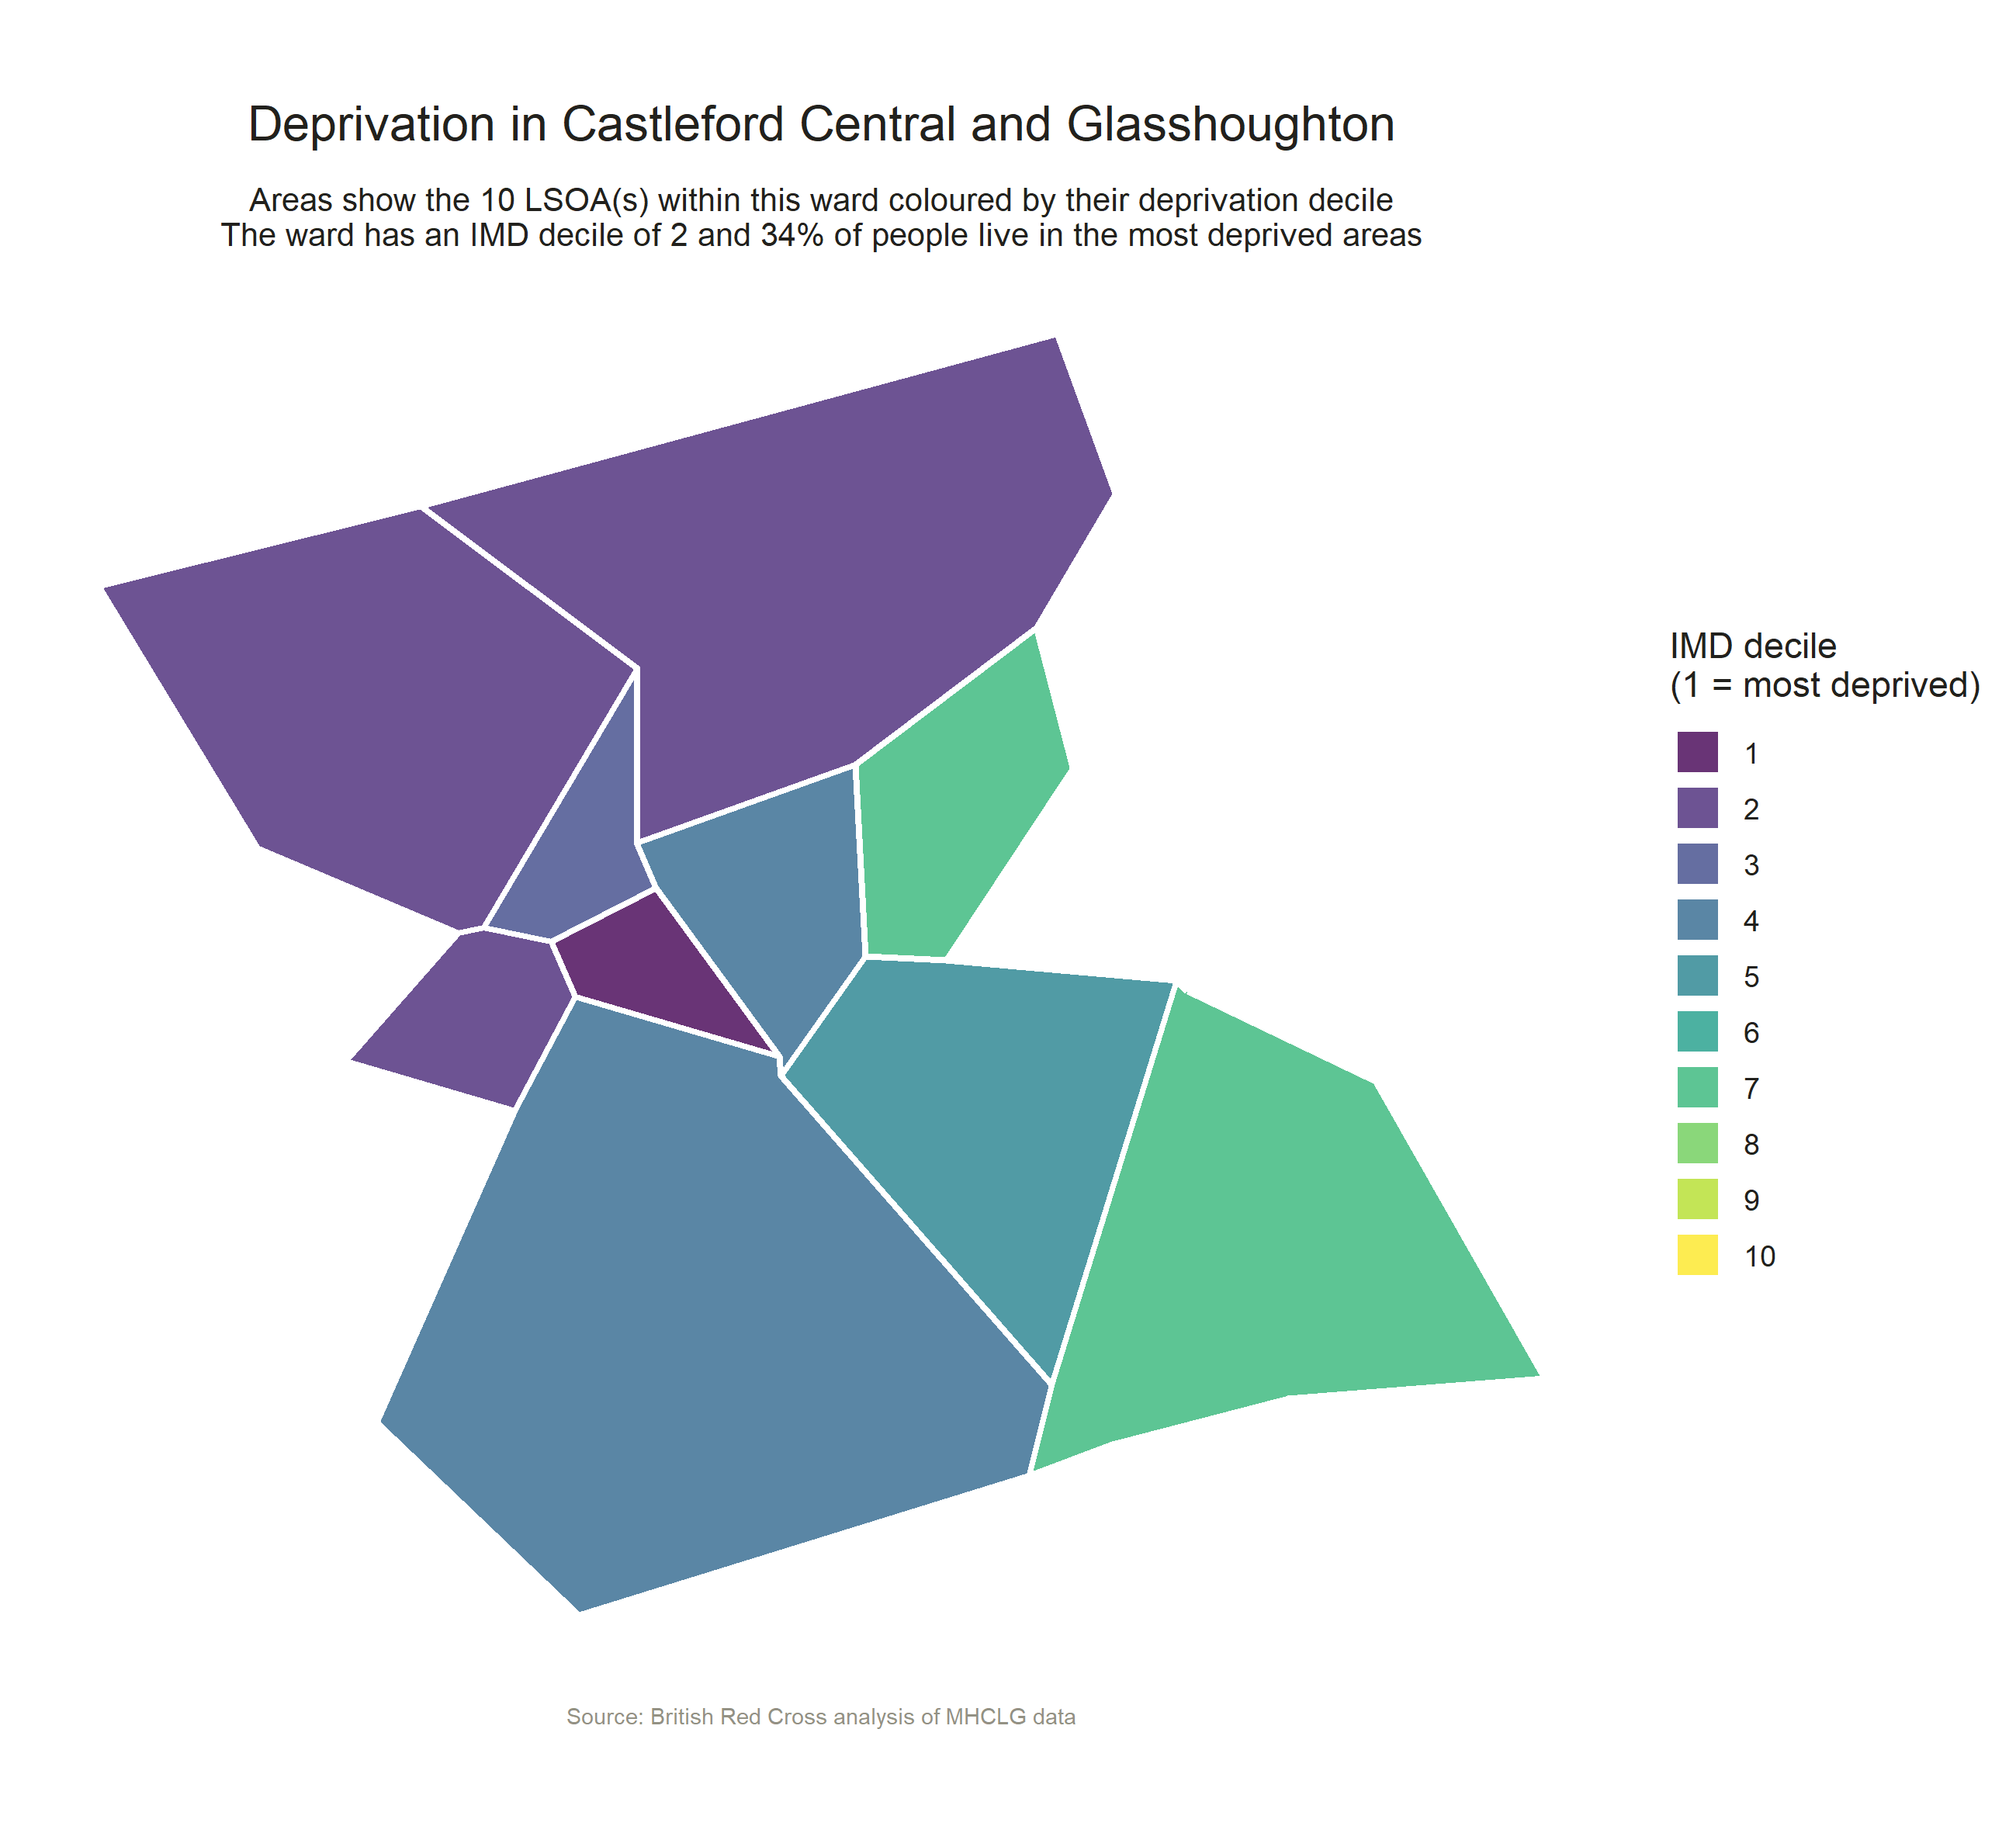 Deprivation in Castleford Central and Glasshoughton
Areas show the 10 LSOA(s) within this ward coloured by their deprivation decile
The ward has an IMD decile of 2 and 34% of people live in the most deprived areas
IMD decile
(1 = most deprived)
1
2
3
4
5
6
7
8
9
10
Source: British Red Cross analysis of MHCLG data